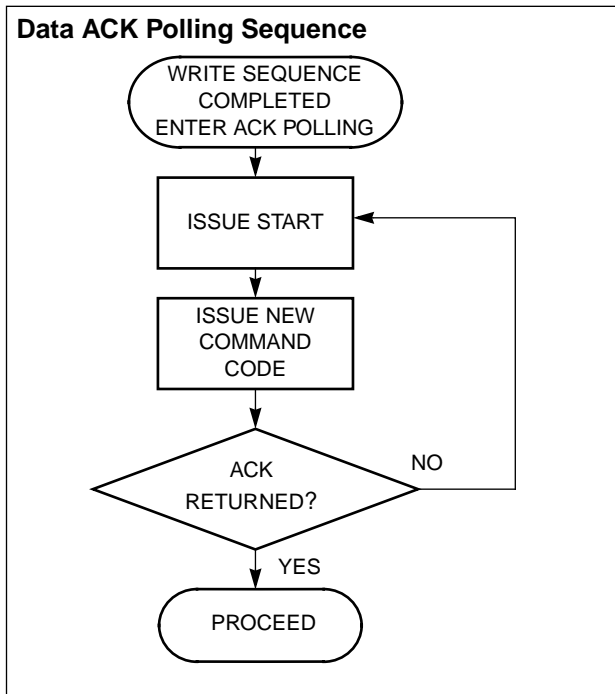 Data ACK Polling Sequence
WRITE SEQUENCE
COMPLETED
ENTER ACK POLLING
ISSUE START
ISSUE NEW
COMMAND
CODE
ACK
RETURNED?
NO
YES
PROCEED